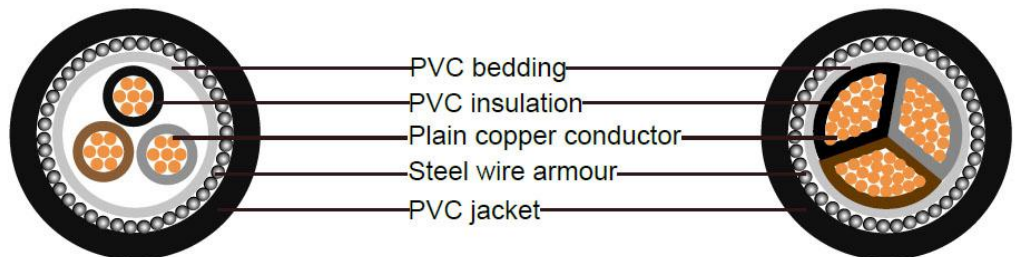 PVC bedding
PVC insulation
Plain copper conductor
Steel wire armour
PVC jacket